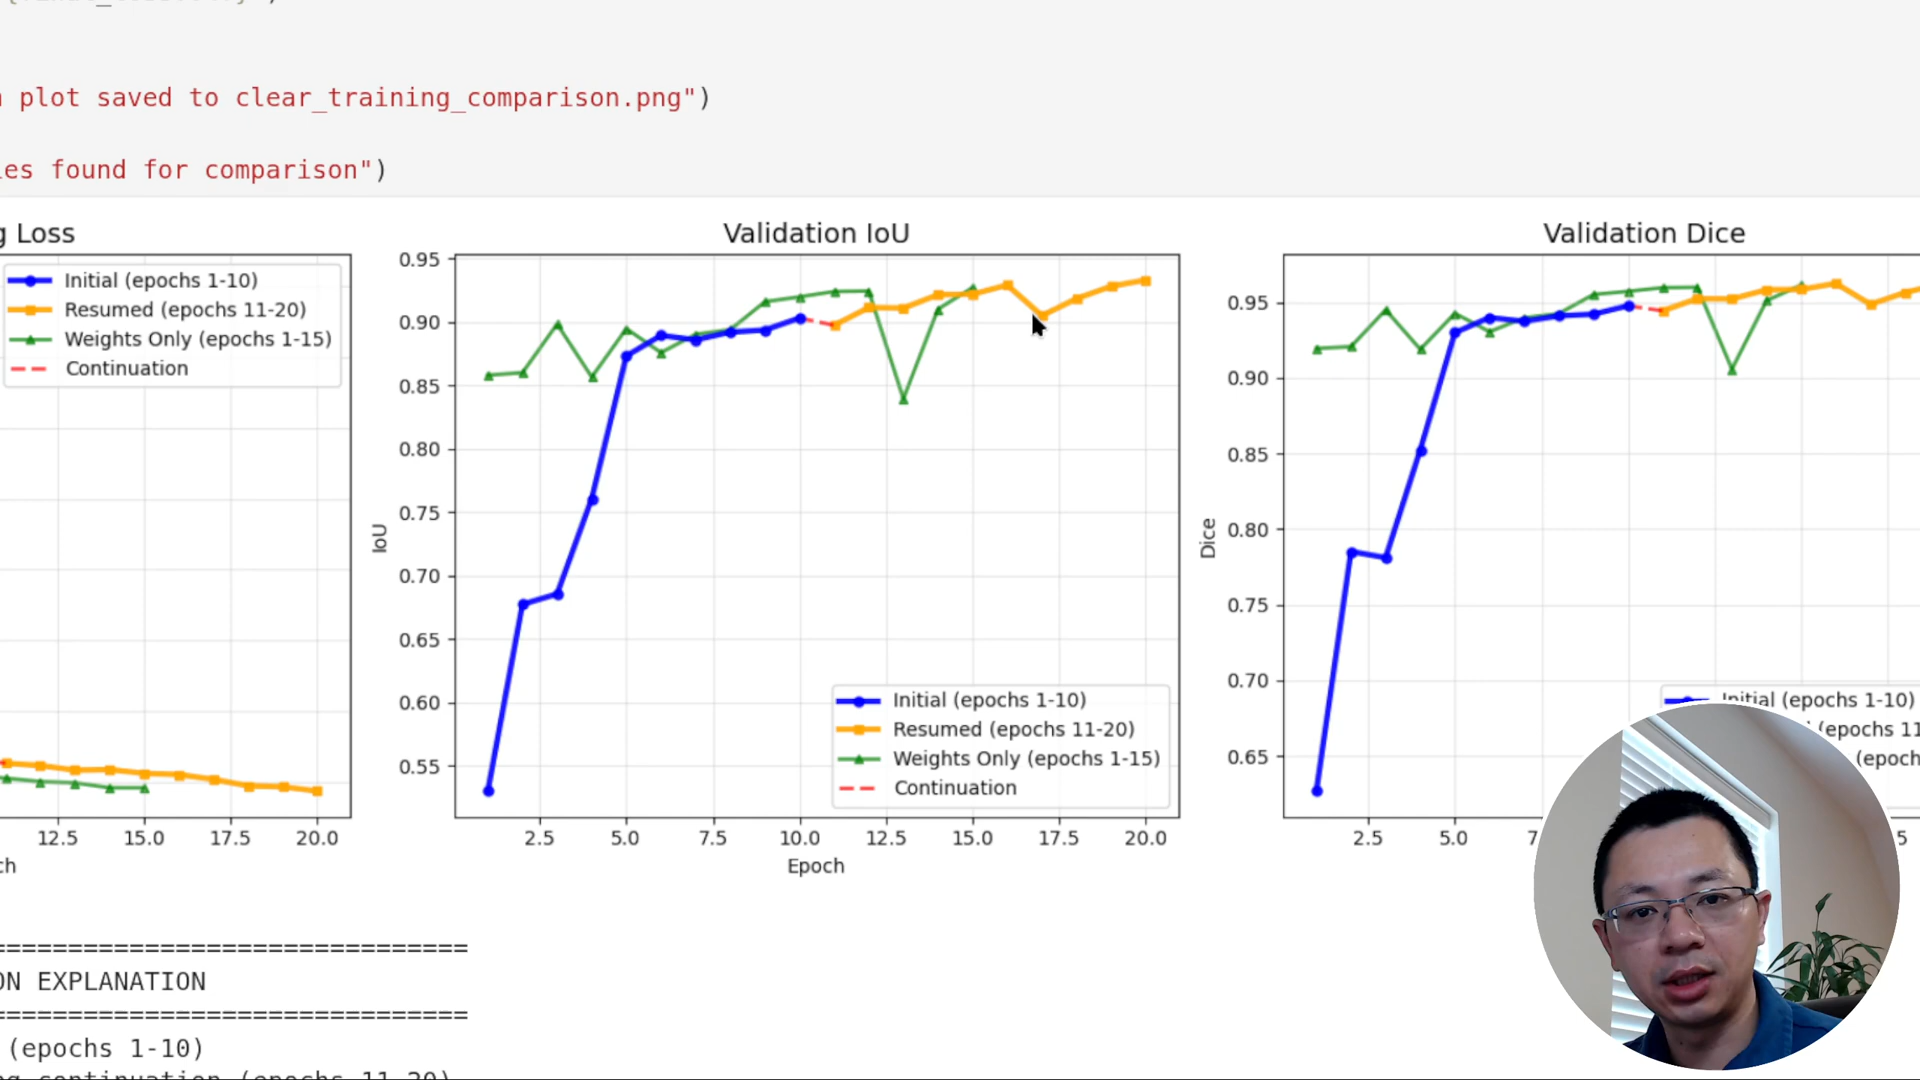 n plot saved to clear_training_comparison.png")
es found for comparison")
g Loss
Initial (epochs 1-10)
Resumed (epochs 11-20)
Weights Only (epochs 1-15)
Continuation
12.5 15.0 17.5 20.0
ch
Validation IoU
0.95
0.90
0.85
0.80
0.75
0.70
0.65
0.60
0.55
IoU
Initial (epochs 1-10)
Resumed (epochs 11-20)
Weights Only (epochs 1-15)
Continuation
2.5 5.0 7.5 10.0 12.5 15.0 17.5 20.0
Epoch
Validation Dice
0.95
0.90
0.85
0.80
0.75
0.70
0.65
Dice
Initial (epochs 1-10)
(epochs 11
(epoch
2.5 5.0 7 5
==============================
ON EXPLANATION
==============================
(epochs 1-10)
continuation (epochs 11-20)